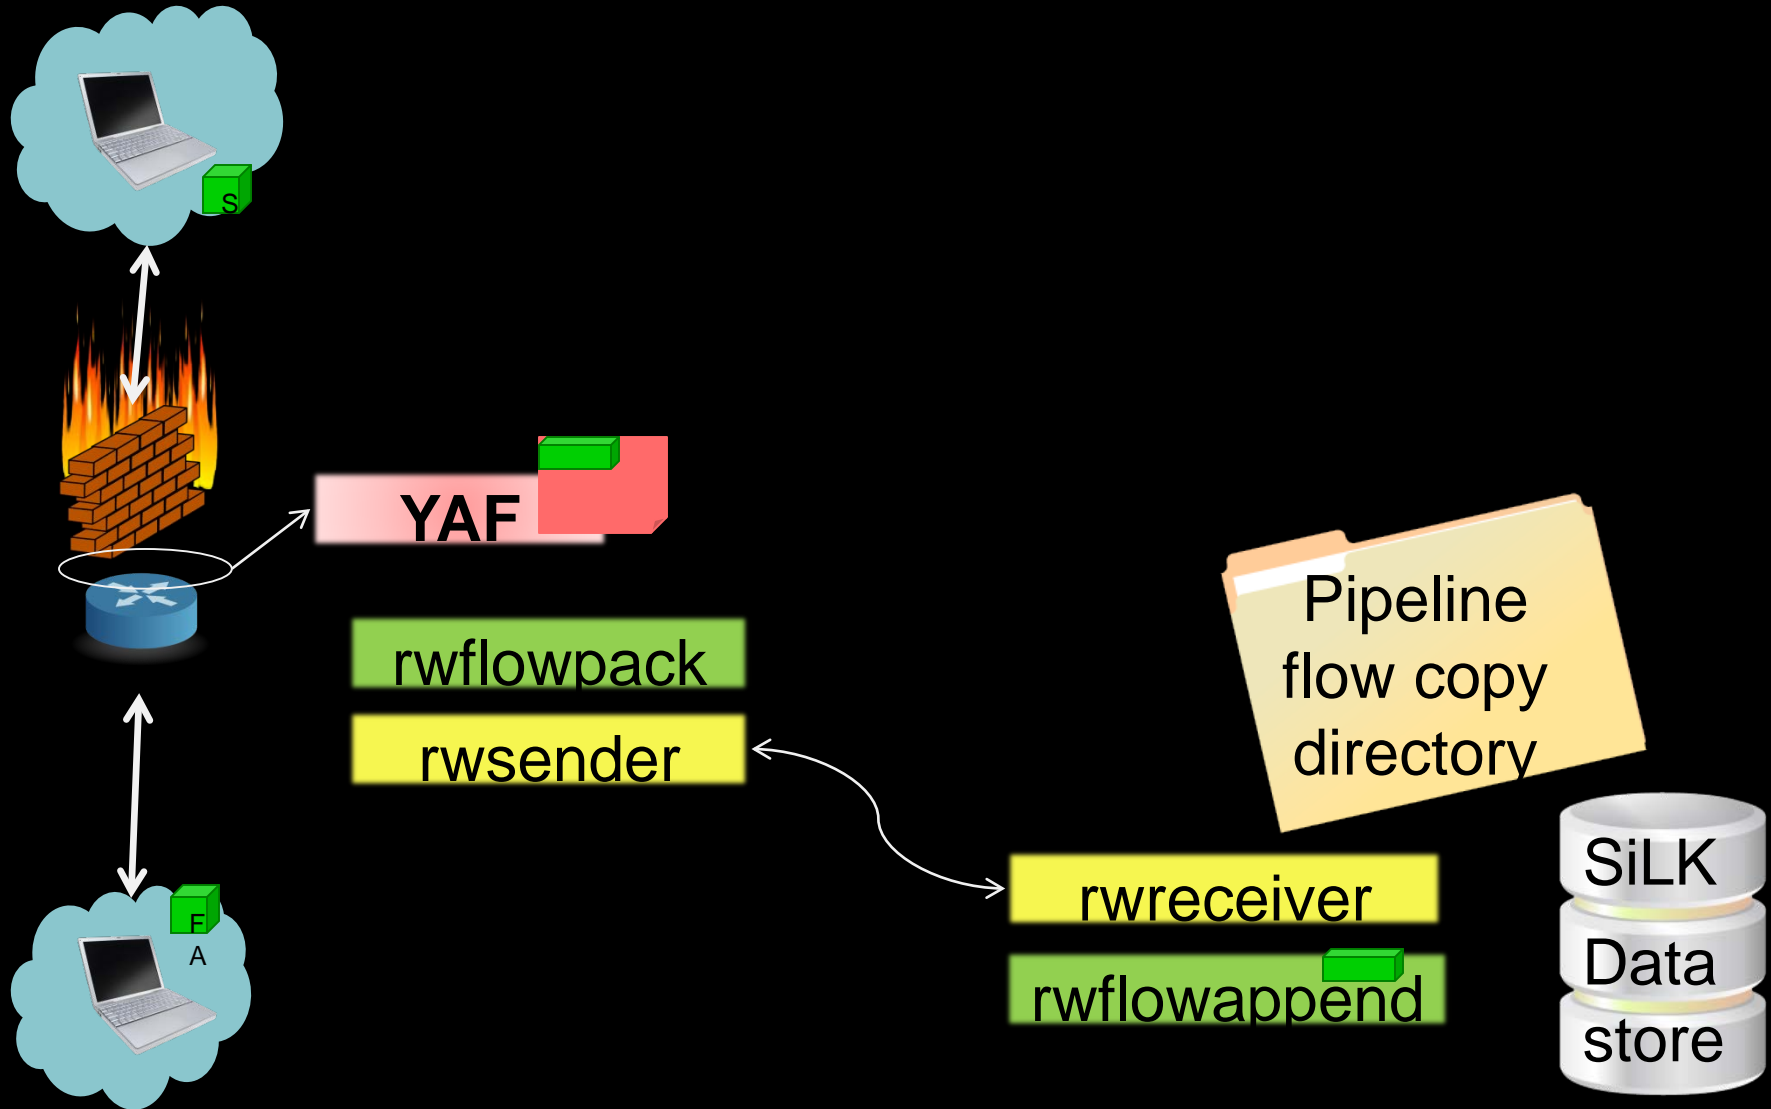 S
YAF
rwflowpack
rwsender
Pipeline
flow copy
directory
rwreceiver
rwflowappend
SiLK
Data
store
F
A